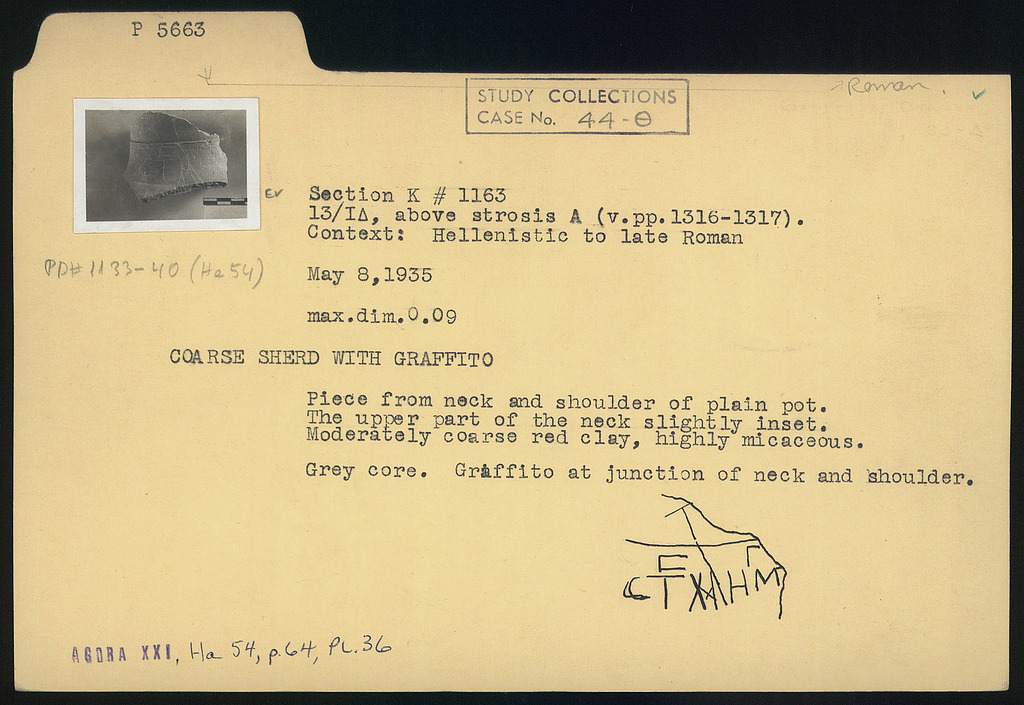 P 5663
Roman.
STUDY COLLECTIONS
CASE No. 44-Θ
Section K # 1163
13/ΙΔ, above strosis A (v.pp.1316-1317).
Context: Hellenistic to late Roman
PD# 1133-40 (Ha 54)
May 8,1935
max.dim.0.09
COARSE SHERD WITH GRAFFITO
Piece from neck and shoulder of plain pot.
The upper part of the neck slightly inset.
Moderately coarse red clay, highly micaceous.
Grey core. Graffito at junction of neck and shoulder.
AGORA XXI, Ha 54, p.64, PL.36